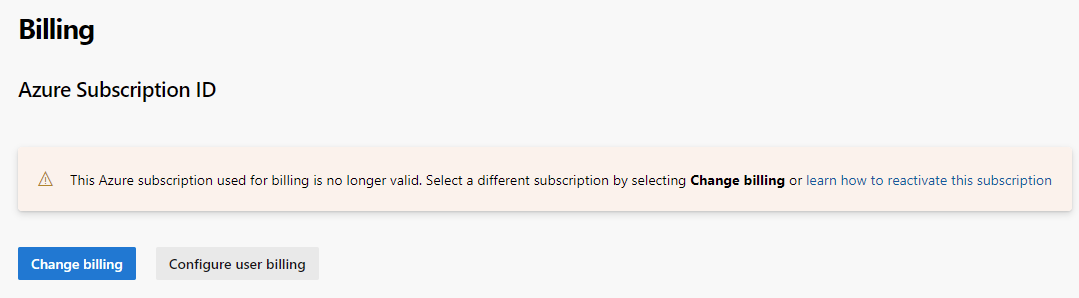 Billing
Azure Subscription ID
This Azure subscription used for billing is no longer valid. Select a different subscription by selecting Change billing or learn how to reactivate this subscription
Change billing
Configure user billing